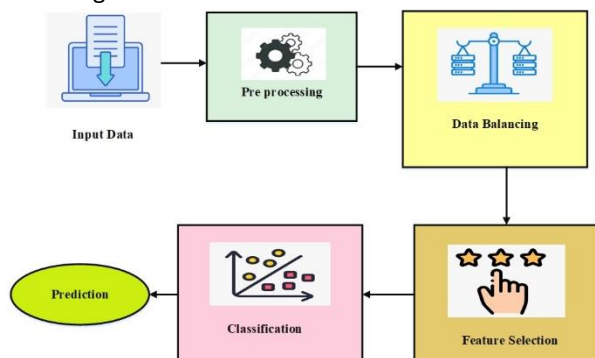 Input Data
Pre processing
Data Balancing
Feature Selection
Classification
Prediction